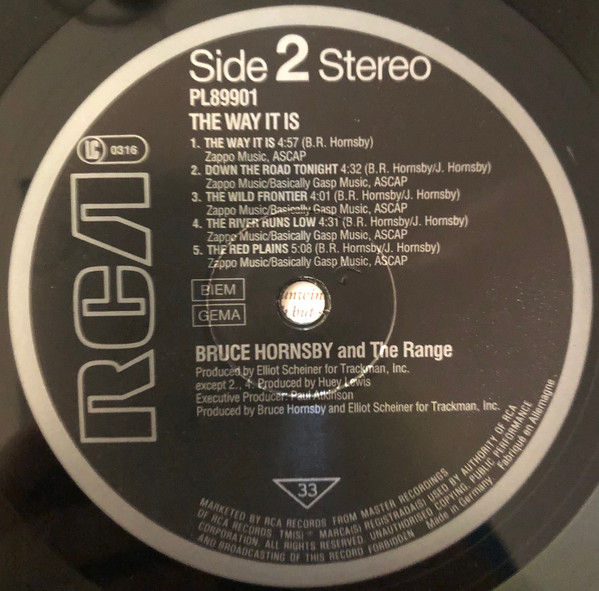 Side 2 Stereo
PL89901
THE WAY IT IS
1. THE WAY IT IS 4:57 (B.R. Hornsby)
Zappo Music, ASCAP
2. DOWN THE ROAD TONIGHT 4:32 (B.R. Hornsby/J. Hornsby)
Zappo Music/Basically Gasp Music, ASCAP
3. THE WILD FRONTIER 4:01 (B.R. Hornsby/J. Hornsby)
Zappo Music/Basically Gasp Music, ASCAP
4. THE RIVER RUNS LOW 4:31 (B.R. Hornsby/J. Hornsby)
Zappo Music/Basically Gasp Music, ASCAP
5. THE RED PLAINS 5:08 (B.R. Hornsby/J. Hornsby)
Zappo Music/Basically Gasp Music, ASCAP
LC 0316
RCA
BIEM
GEMA
but
BRUCE HORNSBY and The Range
Produced by Elliot Scheiner for Trackman, Inc.
except 2., 4. Produced by Huey Lewis
Executive Producer: Paul Atkinson
Produced by Bruce Hornsby and Elliot Scheiner for Trackman, Inc.
33
MARKETED BY RCA RECORDS FROM MASTER RECORDINGS
OF RCA RECORDS. TM(S) ® MARCA(S) REGISTRADA(S) USED BY AUTHORITY OF RCA
CORPORATION. ALL RIGHTS RESERVED. UNAUTHORISED COPYING, PUBLIC PERFORMANCE
AND BROADCASTING OF THIS RECORD FORBIDDEN Made in Germany. Fabriqué en Allemagne.